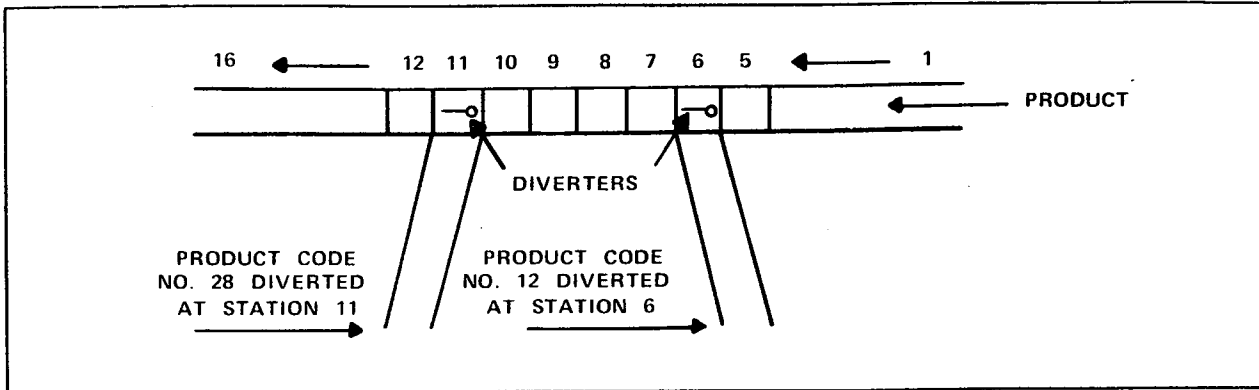 16 12 11 10 9 8 7 6 5 1
PRODUCT
DIVERTERS
PRODUCT CODE
NO. 28 DIVERTED
AT STATION 11
PRODUCT CODE
NO. 12 DIVERTED
AT STATION 6